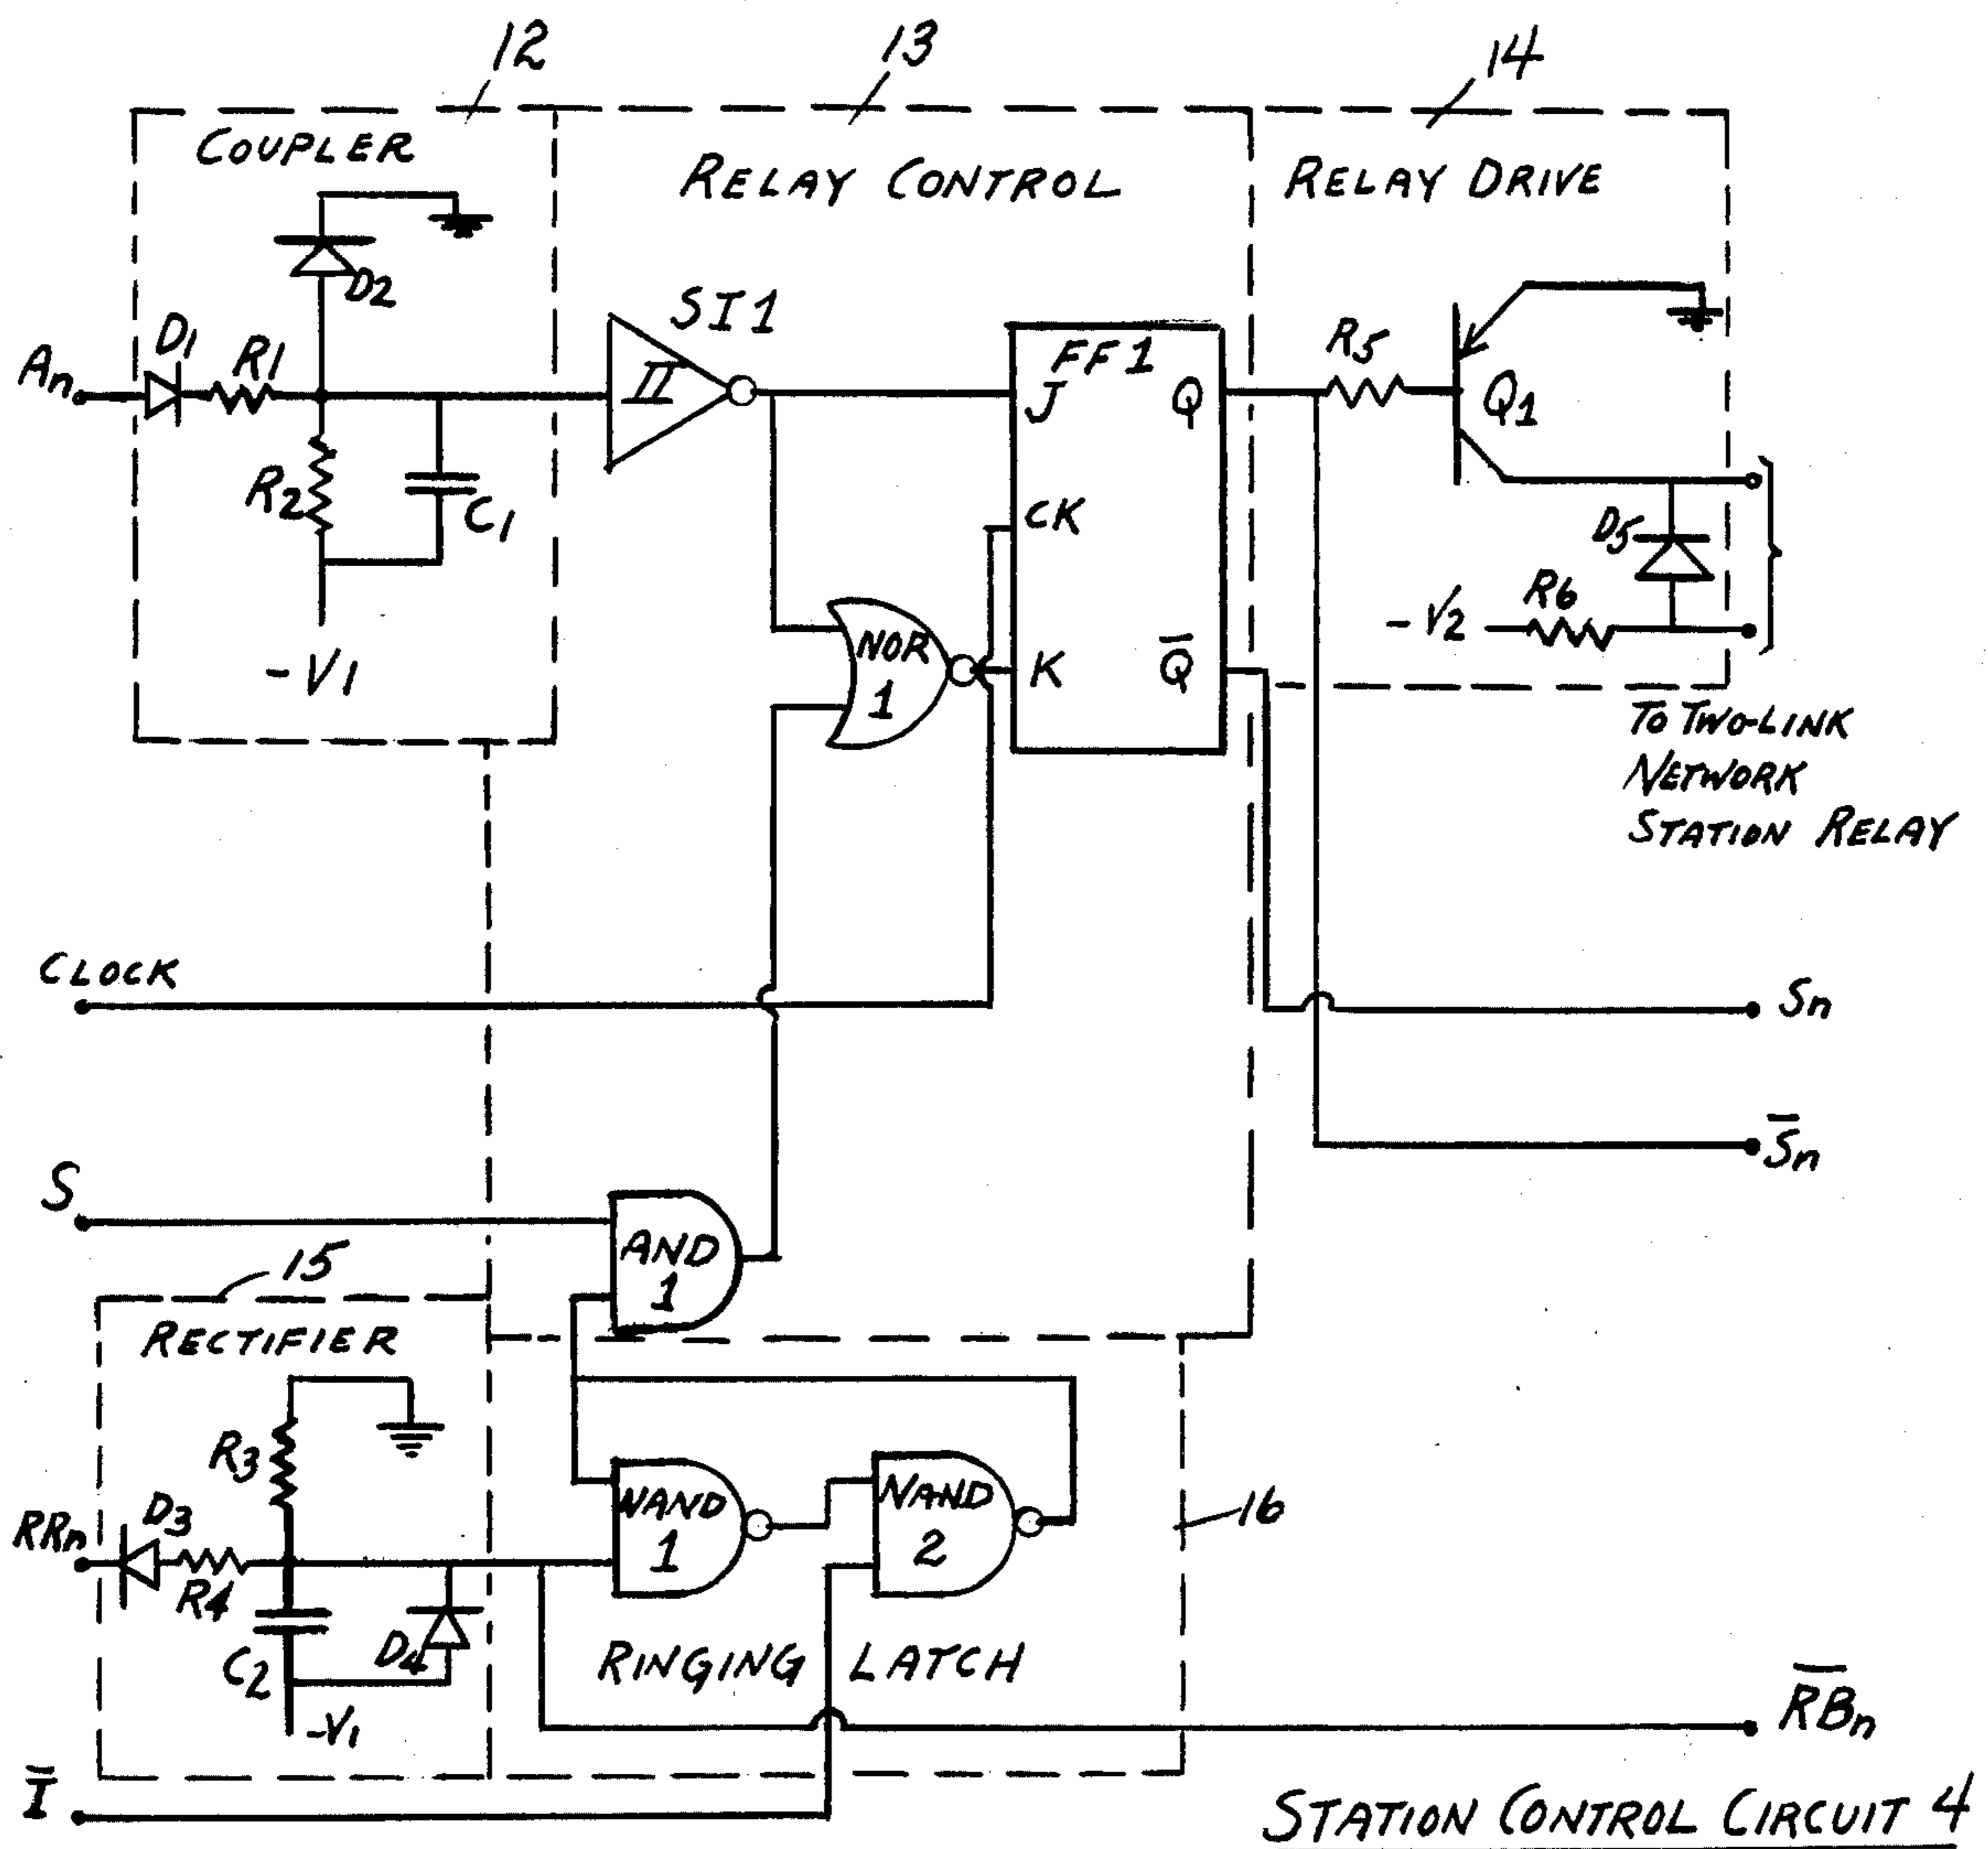 12
13
14
COUPLER
RELAY CONTROL
RELAY DRIVE
D2
SI1
An
D1
R1
II
FF1
J
Q
R5
Q1
R2
C1
CK
D5
-V2
R6
-V1
NOR
1
K
Q̅
TO TWO-LINK
NETWORK
STATION RELAY
CLOCK
Sn
S̅n
S
AND
1
15
RECTIFIER
R3
NAND
1
NAND
2
16
RRn
D3
R4
C2
D4
RINGING LATCH
-V1
R̅B̅n
I̅
STATION CONTROL CIRCUIT 4